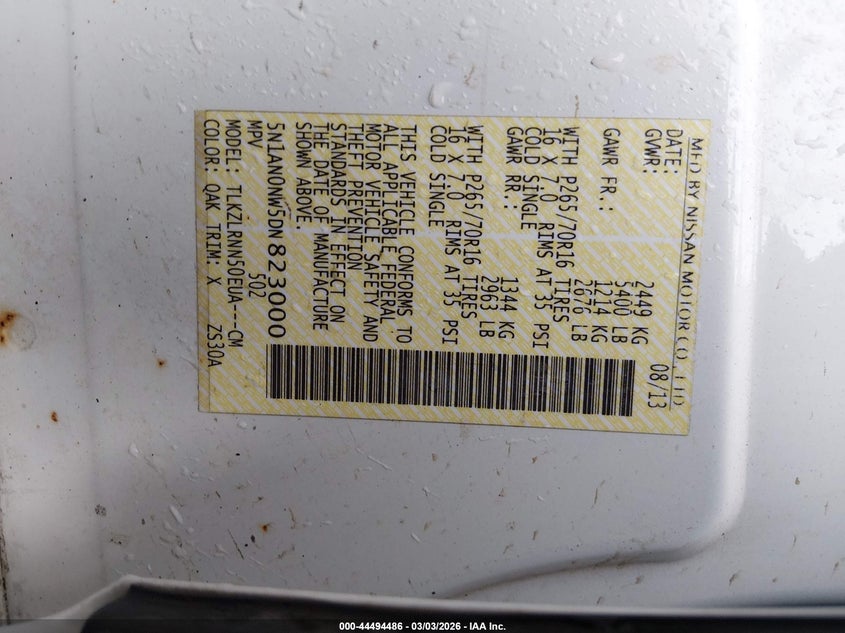 MFD BY NISSAN MOTOR CO., LTD.
DATE: 08/13
GVWR: 2449 KG
5400 LB
GAWR FR.: 1214 KG
2676 LB
WITH P265/70R16 TIRES
16 X 7.0 RIMS AT 35 PSI
COLD SINGLE
GAWR RR.: 1344 KG
2963 LB
WITH P265/70R16 TIRES
16 X 7.0 RIMS AT 35 PSI
COLD SINGLE
THIS VEHICLE CONFORMS TO
ALL APPLICABLE FEDERAL
MOTOR VEHICLE SAFETY AND
THEFT PREVENTION
STANDARDS IN EFFECT ON
THE DATE OF MANUFACTURE
SHOWN ABOVE.
5N1AN0NW5DN823000
MPV 502
MODEL: TLKZLRNN50EUA---CM
COLOR: QAK TRIM: X ZS30A
000-44494486 - 03/03/2026 - IAA Inc.